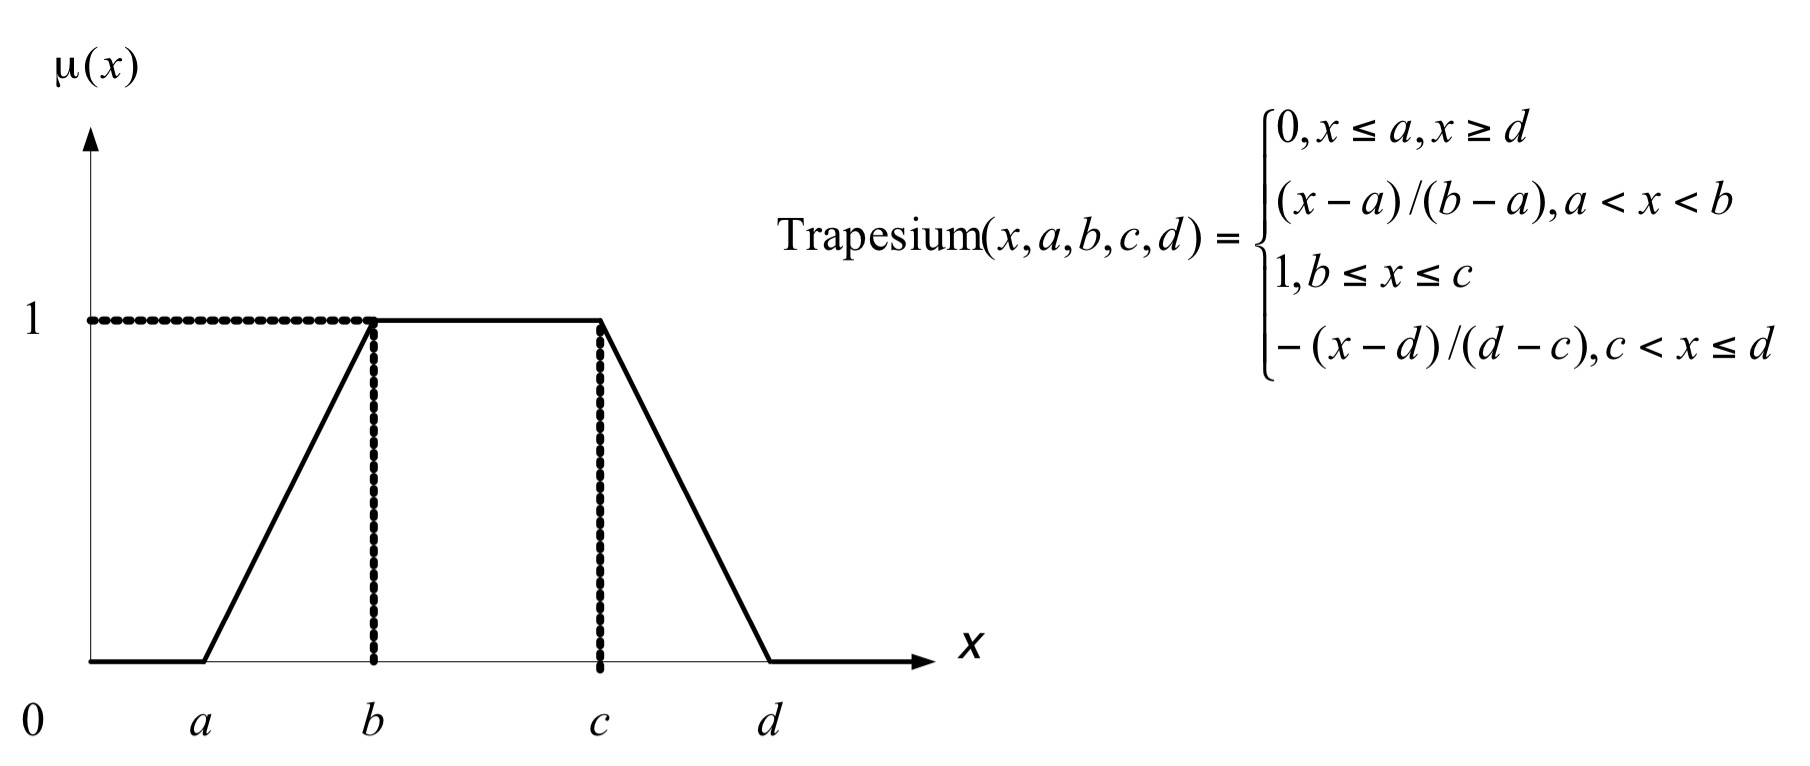 μ(x)
0, x ≤ a, x ≥ d
(x − a)/(b − a), a < x < b
Trapesium(x, a, b, c, d) =
1, b ≤ x ≤ c
− (x − d)/(d − c), c < x ≤ d
1
x
0 a b c d